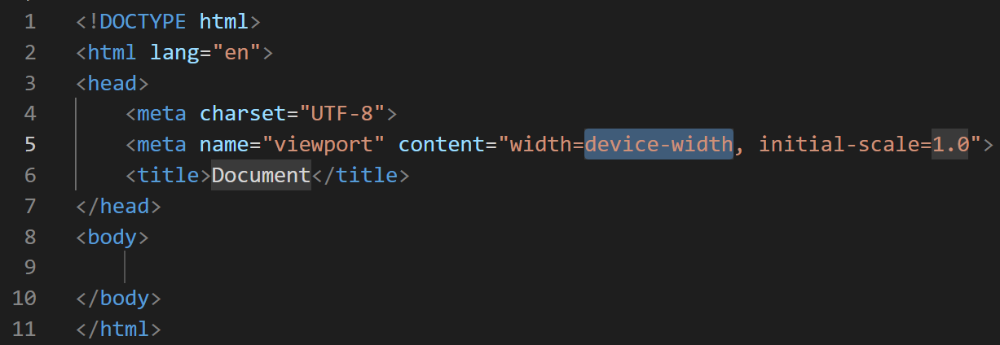 1 <!DOCTYPE html>
2 <html lang="en">
3 <head>
4     <meta charset="UTF-8">
5     <meta name="viewport" content="width=device-width, initial-scale=1.0">
6     <title>Document</title>
7 </head>
8 <body>
9
10 </body>
11 </html>